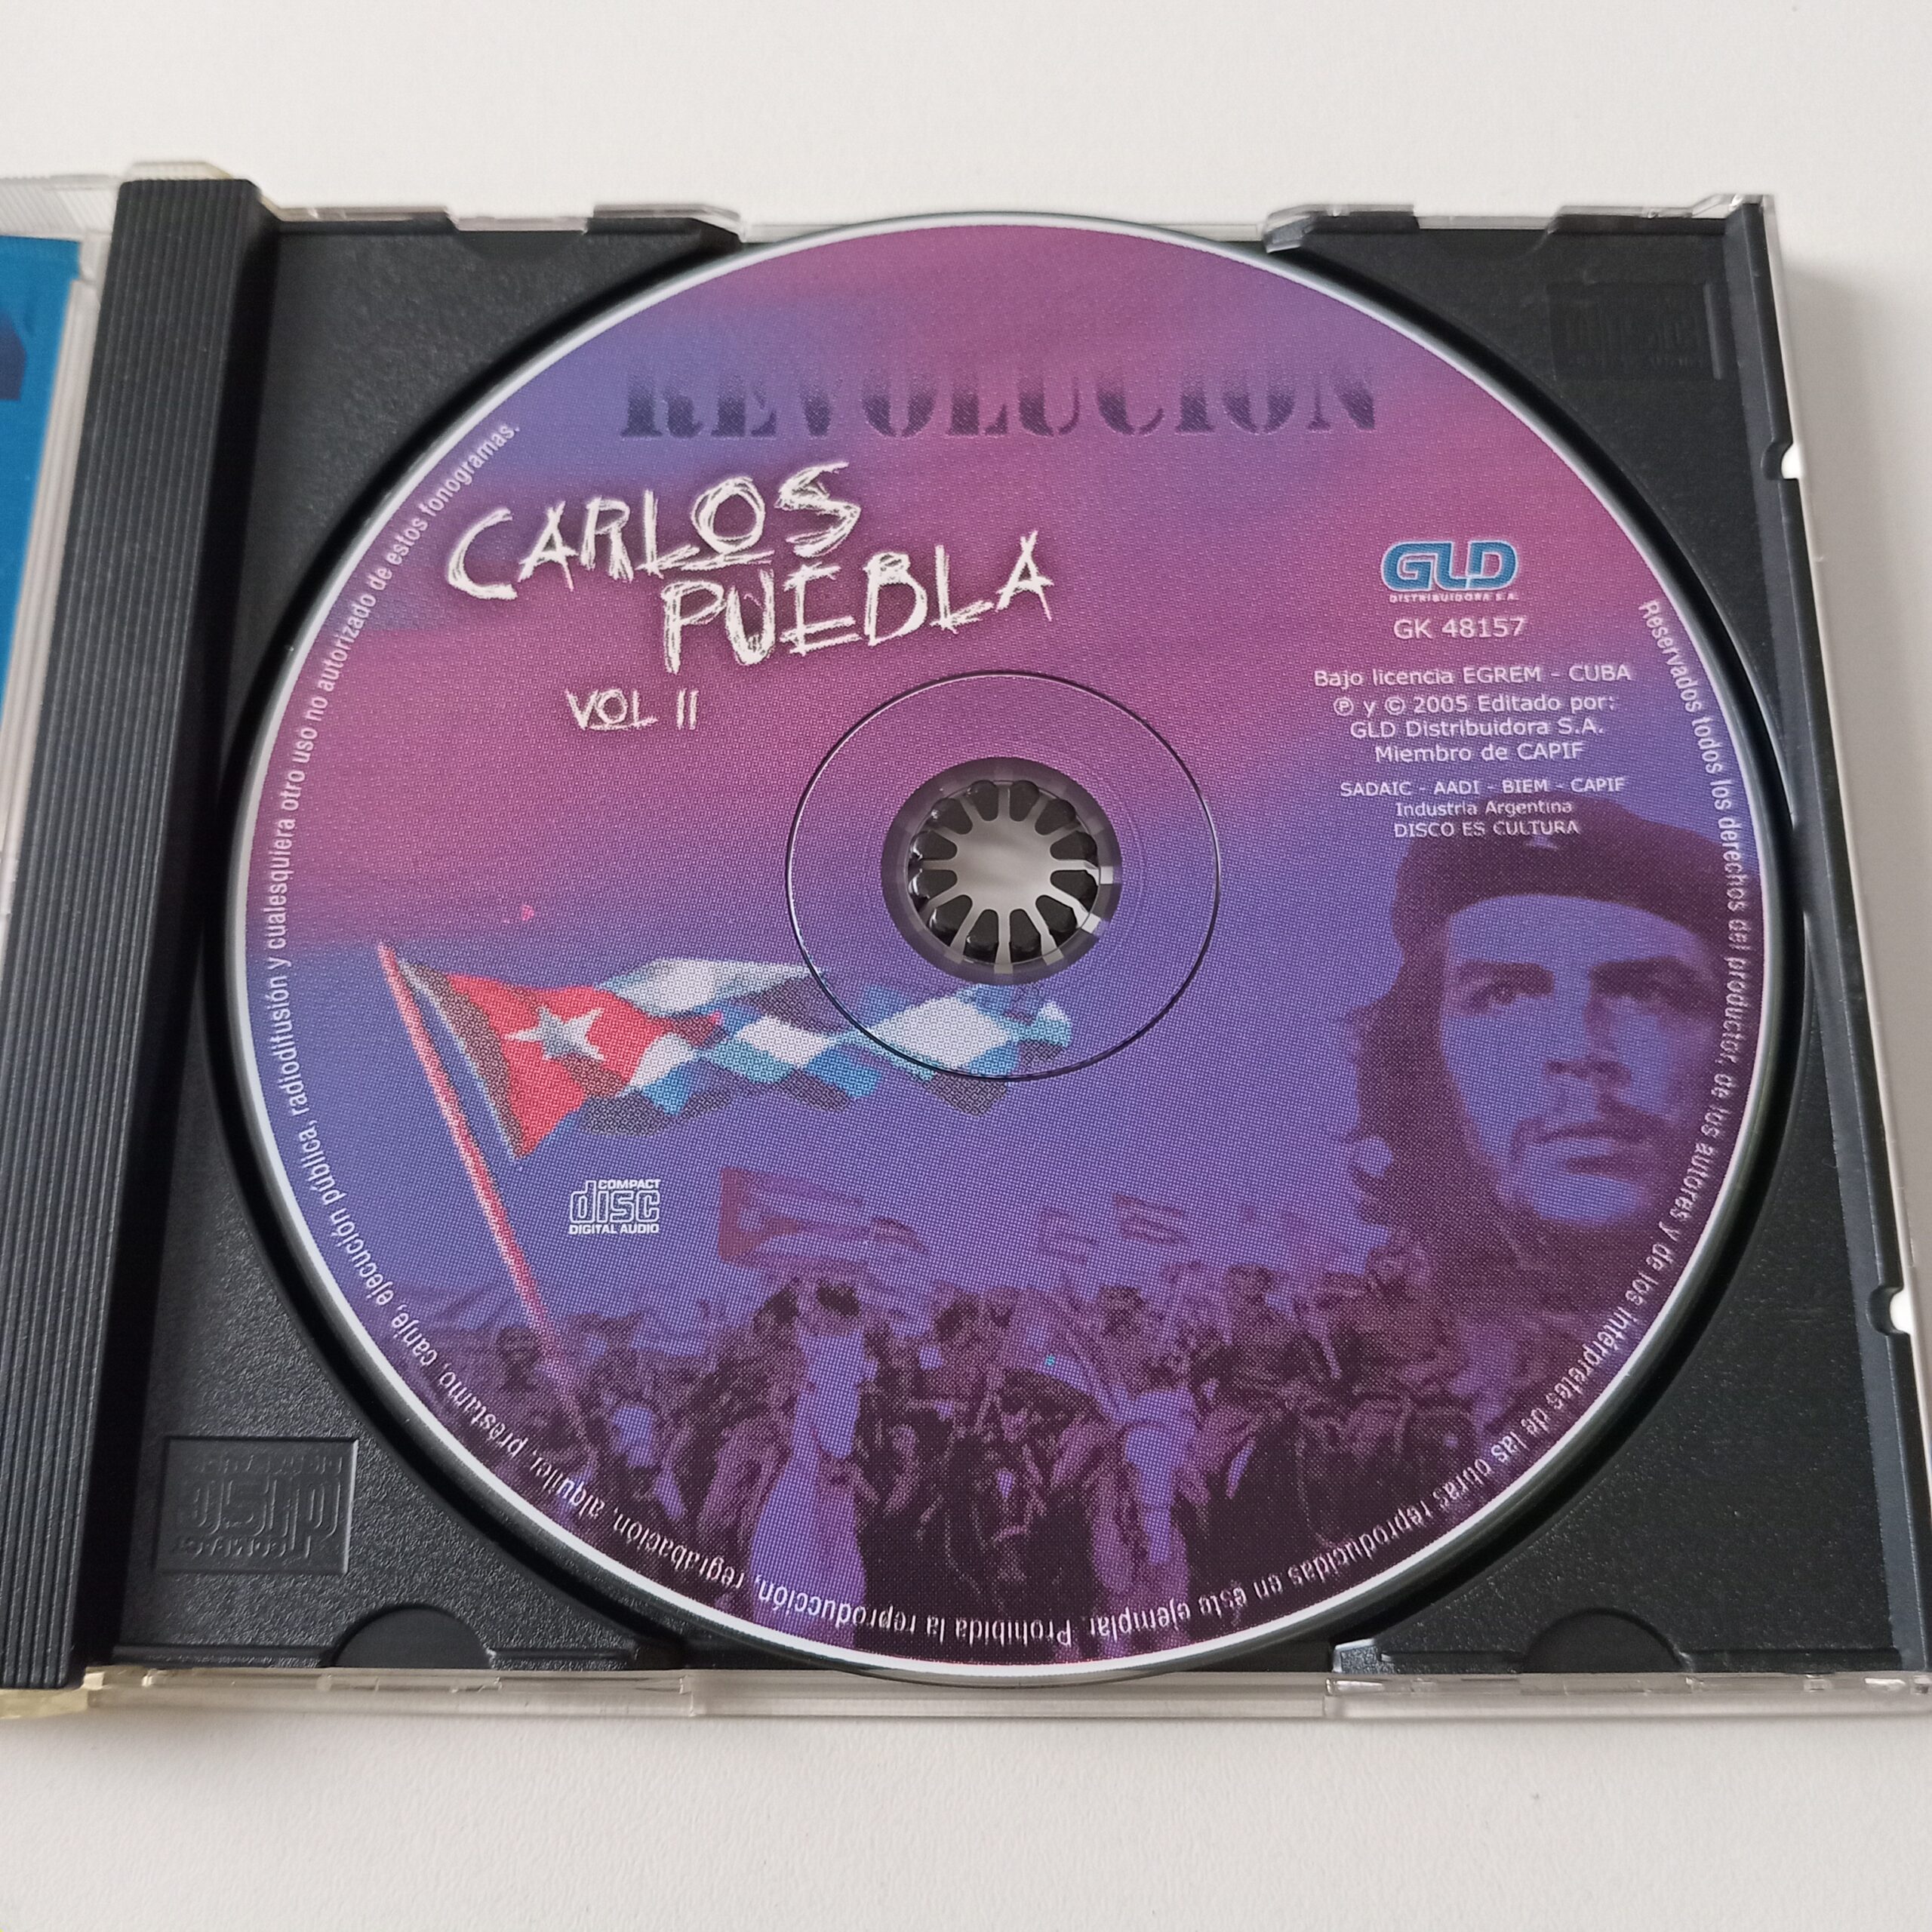 REVOLUCION
CARLOS
PUEBLA
VOL II
GLD
DISTRIBUIDORA S.A.
GK 48157
Bajo licencia EGREM - CUBA
℗ y © 2005 Editado por:
GLD Distribuidora S.A.
Miembro de CAPIF
SADAIC - AADI - BIEM - CAPIF
Industria Argentina
DISCO ES CULTURA
COMPACT
disc
DIGITAL AUDIO
Reservados todos los derechos del productor, de los autores y de los intérpretes de las obras reproducidas en este ejemplar. Prohibida la reproducción, regrabación, alquiler, préstamo, canje, ejecución pública, radiodifusión y cualesquiera otro uso no autorizado de estos fonogramas.
COMPACT
disc